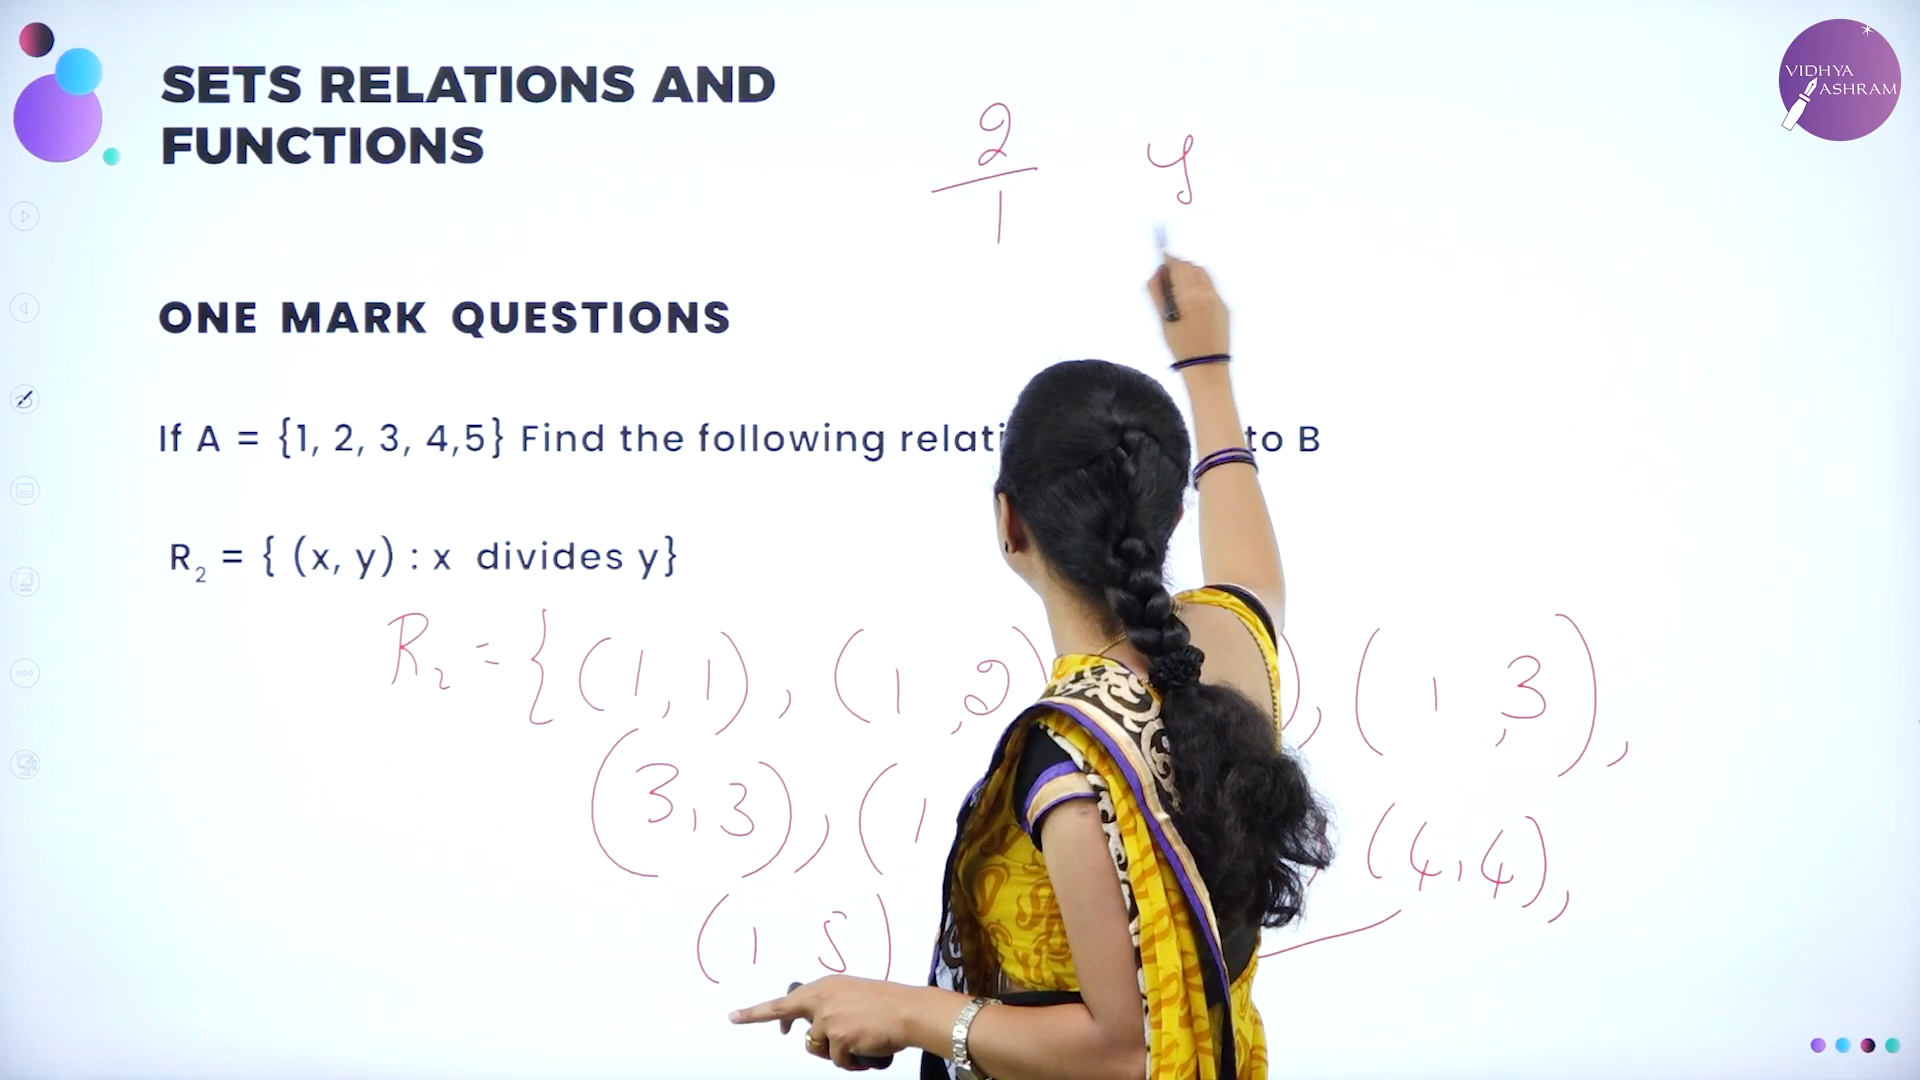 SETS RELATIONS AND
FUNCTIONS
VIDHYA
ASHRAM
2
1
y
ONE MARK QUESTIONS
If A = {1, 2, 3, 4,5} Find the following to B
R₂ = { (x, y) : x divides y}
R₂ = { (1, 1), (1, 2 ), (1, 3),
(3, 3), (1 (4, 4),
(1 5)